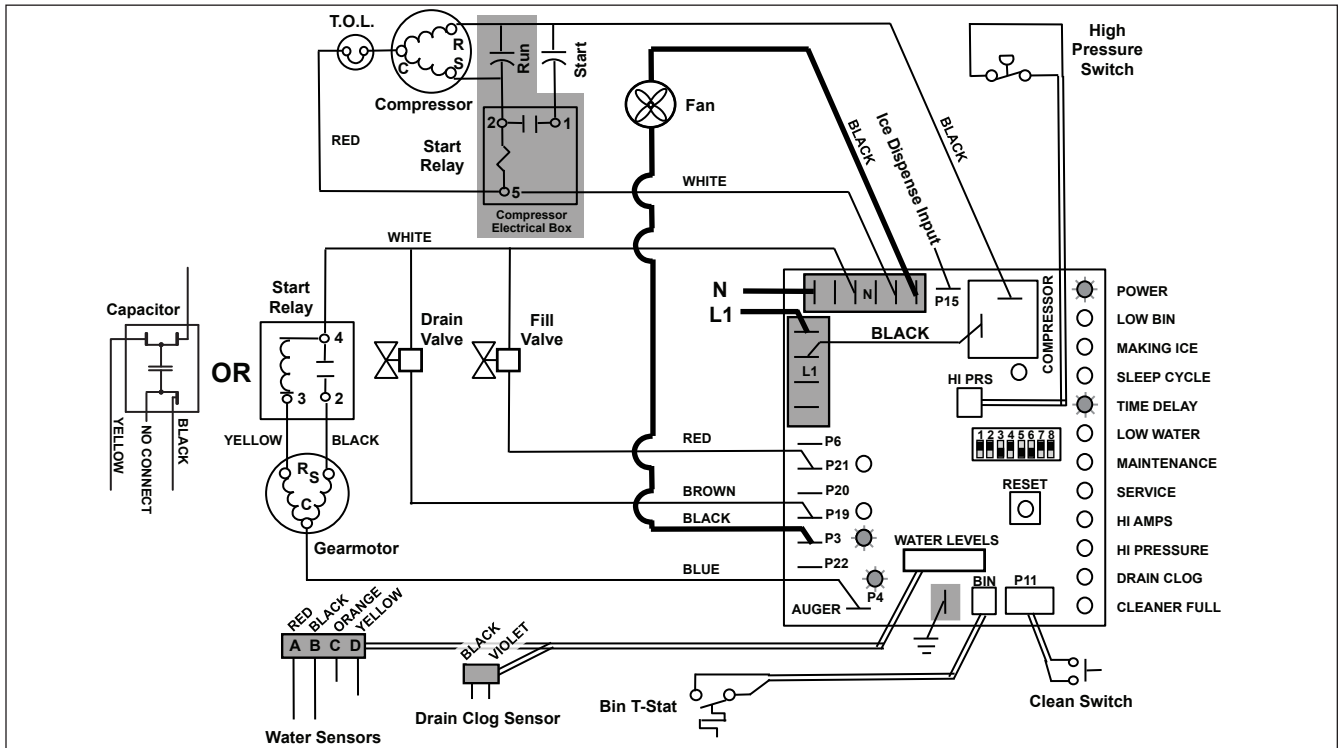 T.O.L.
R
S
C
Compressor
Run
Start
2
1
5
Start
Relay
Compressor
Electrical Box
RED
WHITE
Fan
BLACK
Ice Dispense Input
BLACK
High
Pressure
Switch
WHITE
Capacitor
YELLOW
NO CONNECT
BLACK
OR
Start
Relay
4
3
2
YELLOW
BLACK
R
S
C
Gearmotor
Drain
Valve
Fill
Valve
N
L1
N
P15
L1
BLACK
COMPRESSOR
HI PRS
1 2 3 4 5 6 7 8
RESET
RED
BROWN
BLACK
BLUE
P6
P21
P20
P19
P3
P22
P4
AUGER
WATER LEVELS
BIN
P11
POWER
LOW BIN
MAKING ICE
SLEEP CYCLE
TIME DELAY
LOW WATER
MAINTENANCE
SERVICE
HI AMPS
HI PRESSURE
DRAIN CLOG
CLEANER FULL
RED
BLACK
ORANGE
YELLOW
A B C D
Water Sensors
BLACK
VIOLET
Drain Clog Sensor
Bin T-Stat
Clean Switch